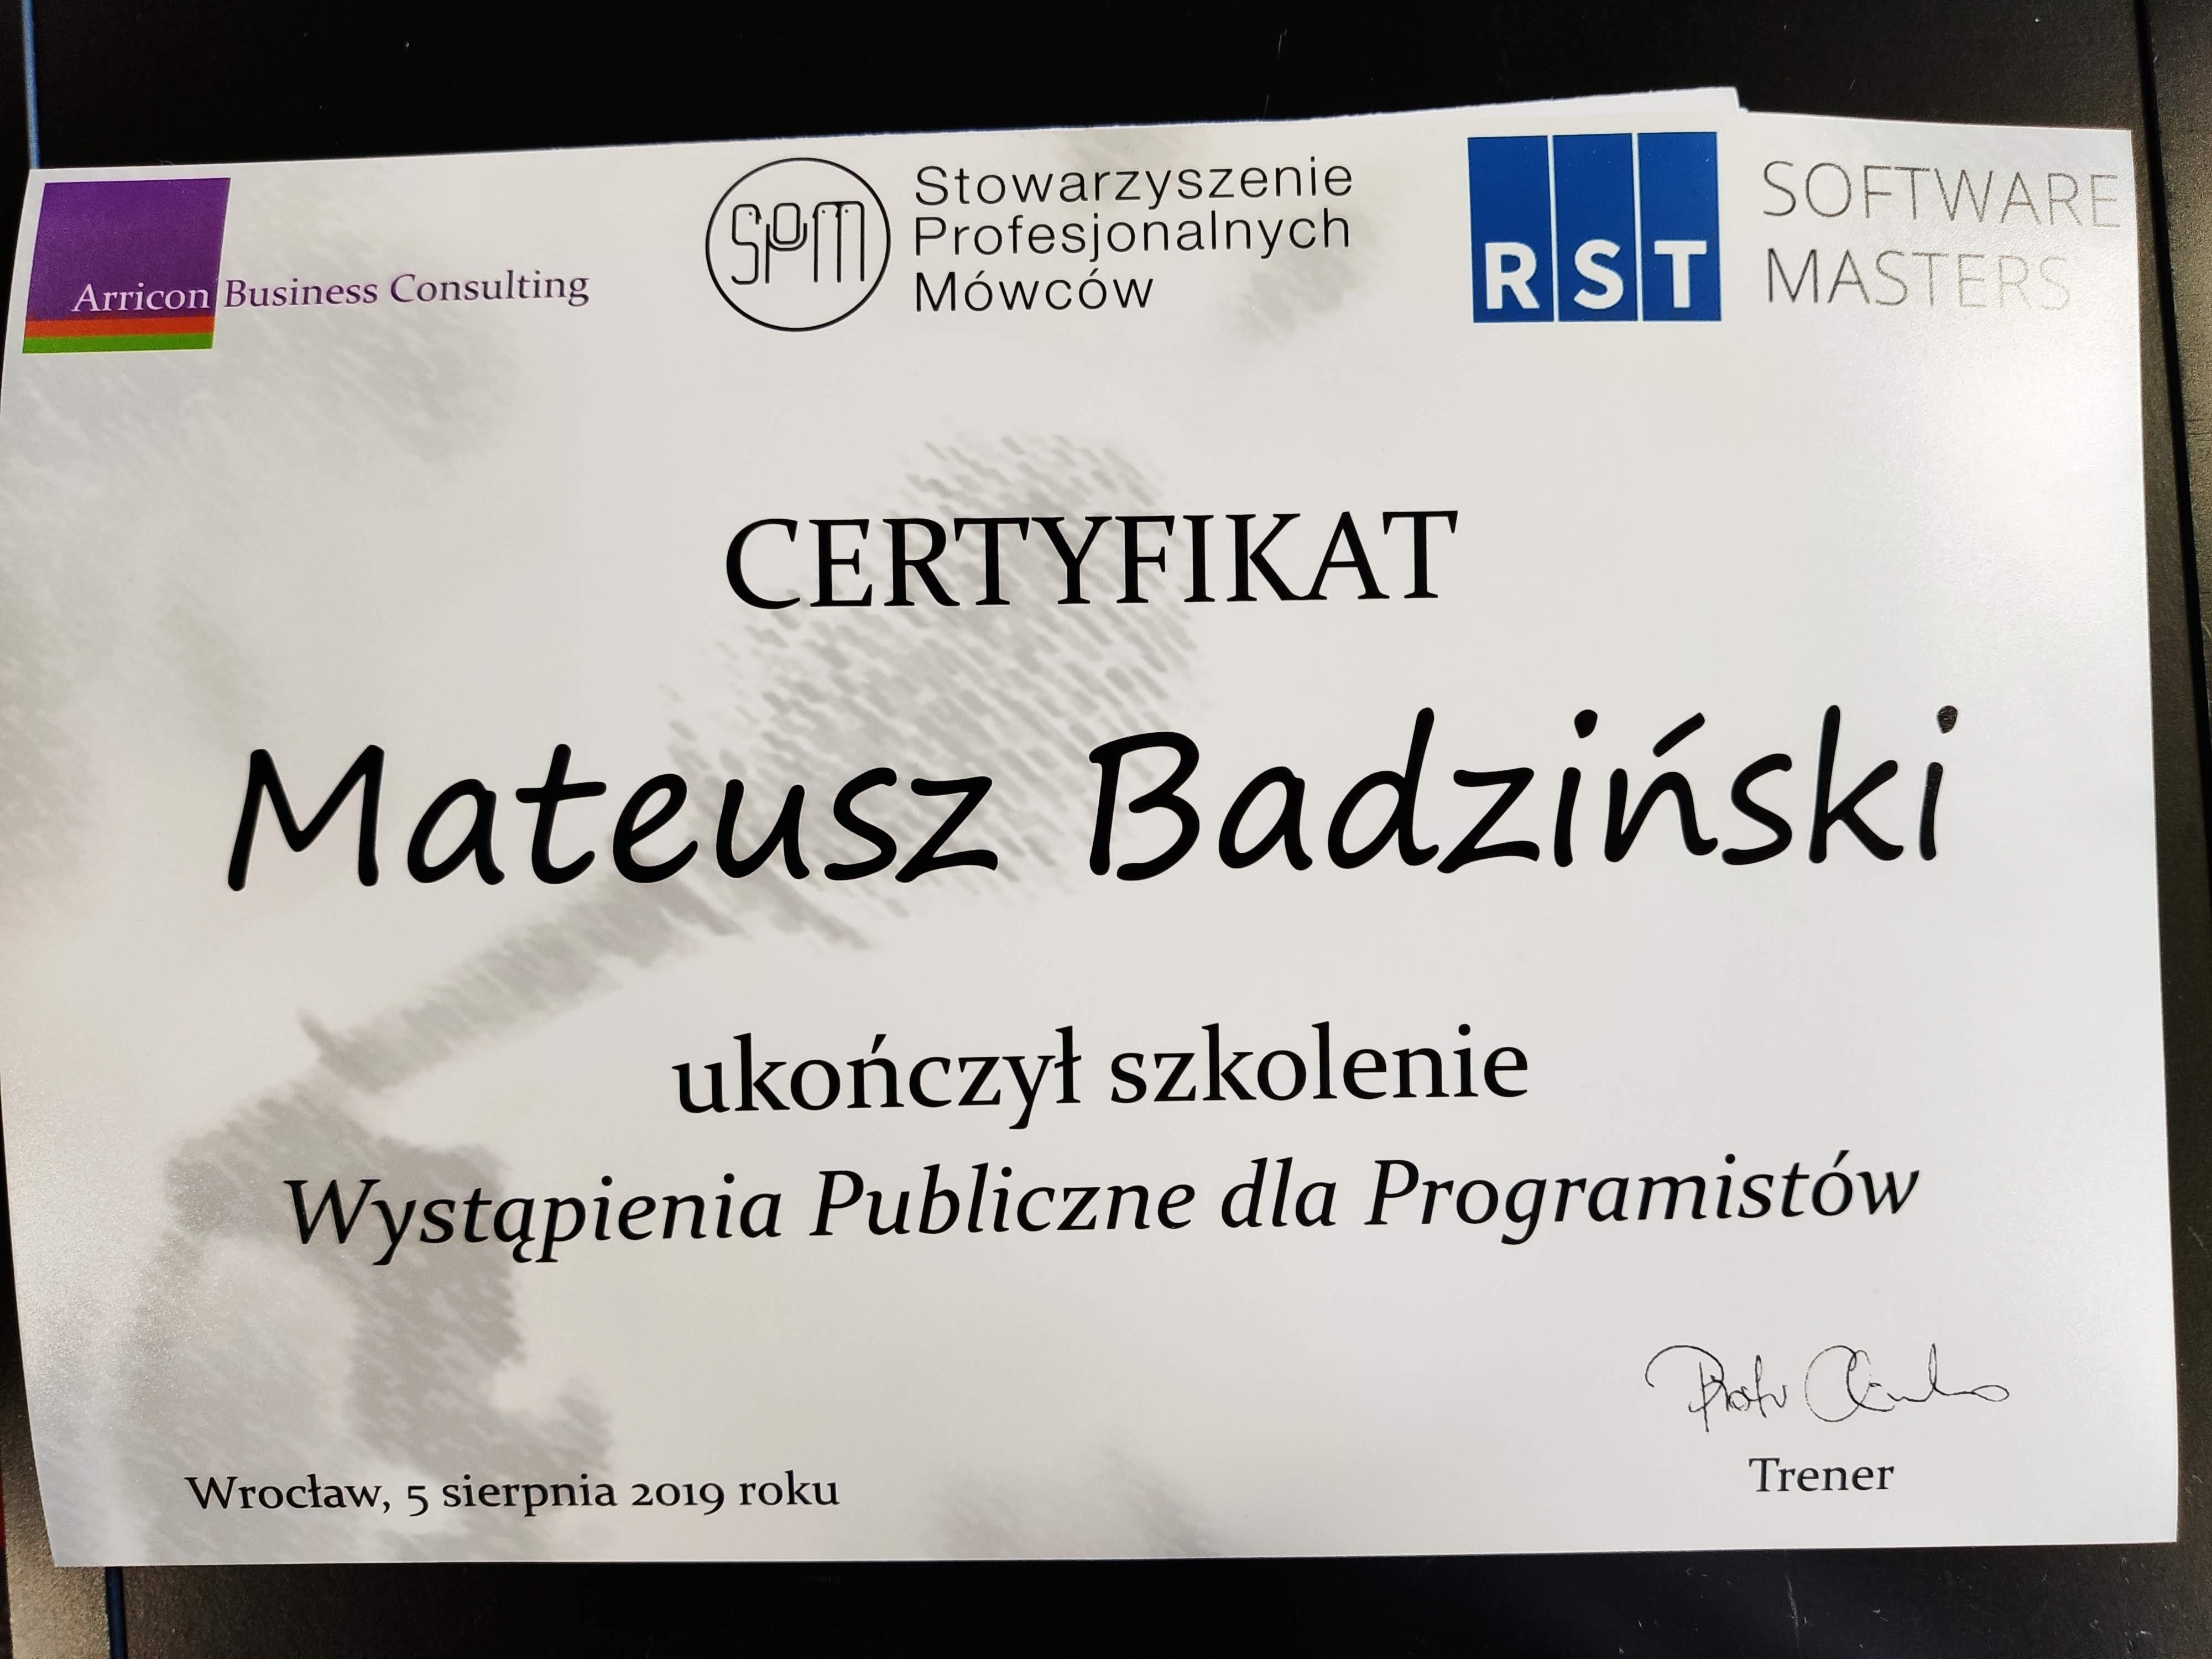 Arricon Business Consulting
SPM
Stowarzyszenie
Profesjonalnych
Mówców
RST
SOFTWARE
MASTERS
CERTYFIKAT
Mateusz Badziński
ukończył szkolenie
Wystąpienia Publiczne dla Programistów
Wrocław, 5 sierpnia 2019 roku
Trener